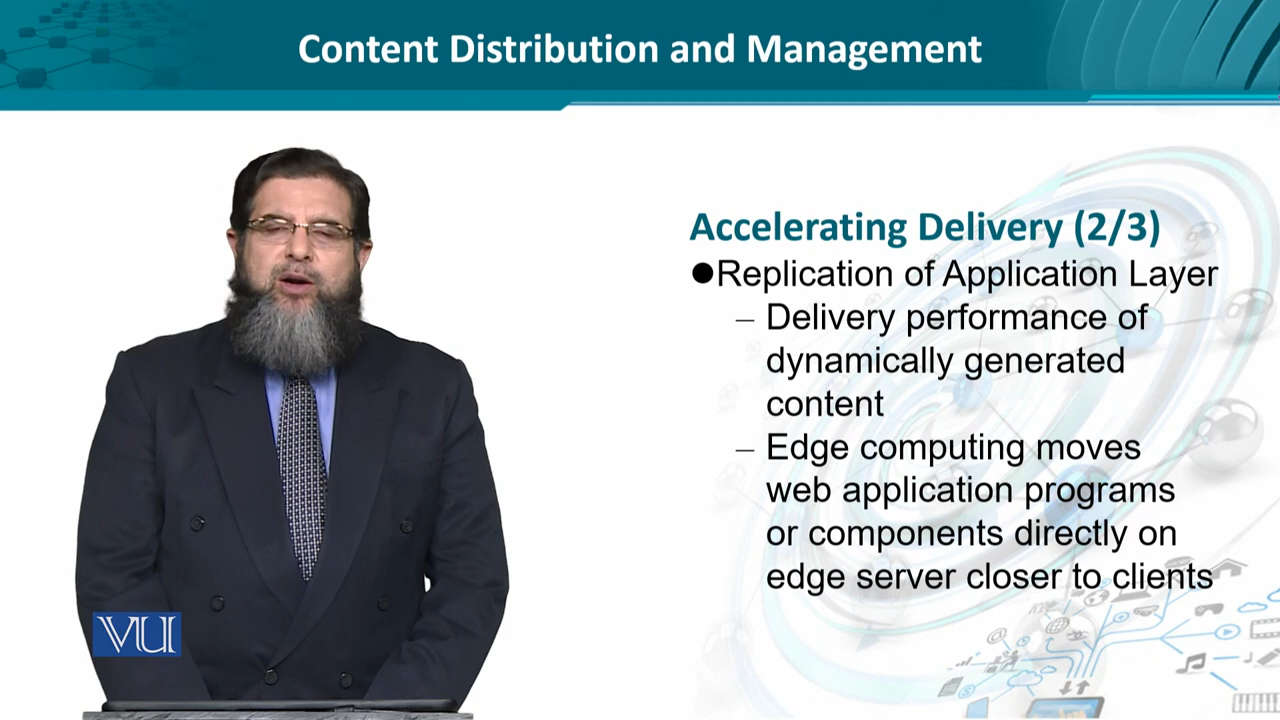 Content Distribution and Management
Accelerating Delivery (2/3)
●Replication of Application Layer
– Delivery performance of
dynamically generated
content
– Edge computing moves
web application programs
or components directly on
edge server closer to clients
VU